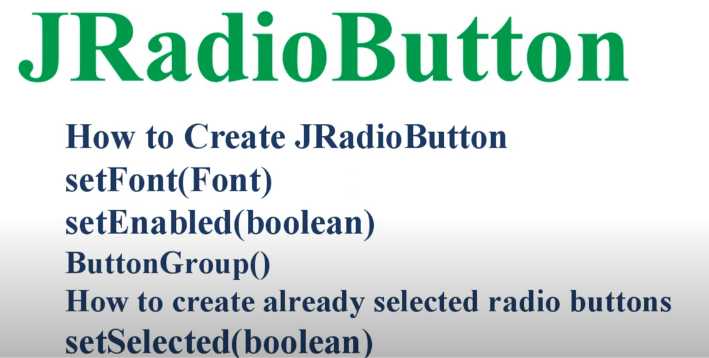 JRadioButton
How to Create JRadioButton
setFont(Font)
setEnabled(boolean)
ButtonGroup()
How to create already selected radio buttons
setSelected(boolean)